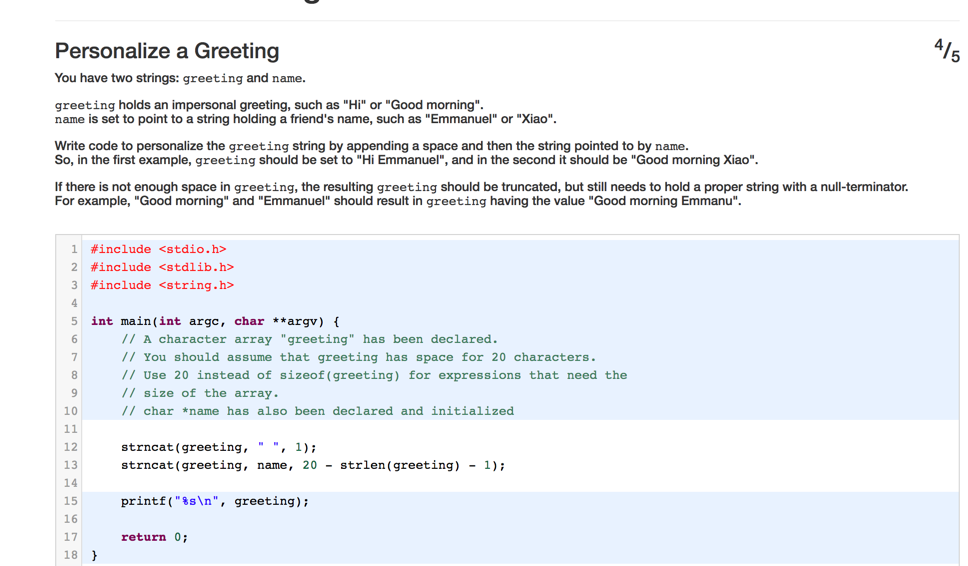 Personalize a Greeting
4/5
You have two strings: greeting and name.
greeting holds an impersonal greeting, such as "Hi" or "Good morning".
name is set to point to a string holding a friend's name, such as "Emmanuel" or "Xiao".
Write code to personalize the greeting string by appending a space and then the string pointed to by name.
So, in the first example, greeting should be set to "Hi Emmanuel", and in the second it should be "Good morning Xiao".
If there is not enough space in greeting, the resulting greeting should be truncated, but still needs to hold a proper string with a null-terminator.
For example, "Good morning" and "Emmanuel" should result in greeting having the value "Good morning Emmanu".
1 #include <stdio.h>
2 #include <stdlib.h>
3 #include <string.h>
4
5 int main(int argc, char **argv) {
6     // A character array "greeting" has been declared.
7     // You should assume that greeting has space for 20 characters.
8     // Use 20 instead of sizeof(greeting) for expressions that need the
9     // size of the array.
10     // char *name has also been declared and initialized
11
12     strncat(greeting, " ", 1);
13     strncat(greeting, name, 20 - strlen(greeting) - 1);
14
15     printf("%s\n", greeting);
16
17     return 0;
18 }